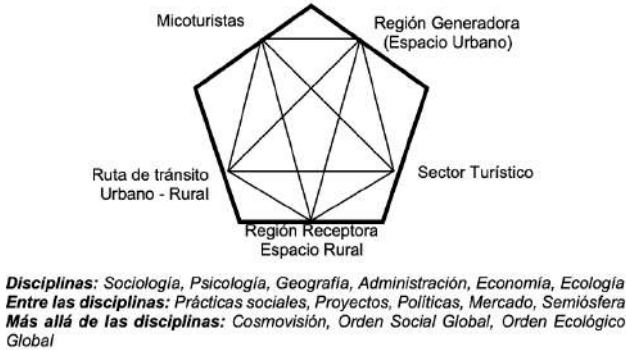 Micoturistas
Región Generadora
(Espacio Urbano)
Ruta de tránsito
Urbano - Rural
Sector Turístico
Región Receptora
Espacio Rural
Disciplinas: Sociología, Psicología, Geografía, Administración, Economía, Ecología
Entre las disciplinas: Prácticas sociales, Proyectos, Políticas, Mercado, Semiósfera
Más allá de las disciplinas: Cosmovisión, Orden Social Global, Orden Ecológico
Global